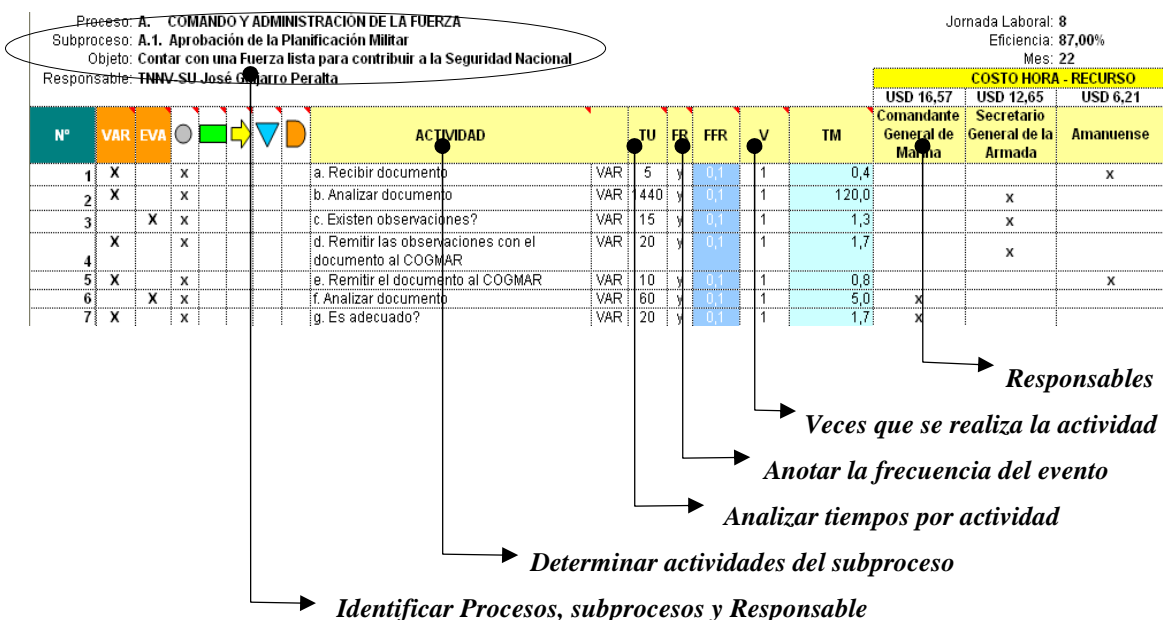 Proceso: A. COMANDO Y ADMINISTRACIÓN DE LA FUERZA
Jornada Laboral: 8
Subproceso: A.1. Aprobación de la Planificación Militar
Eficiencia: 87,00%
Objeto: Contar con una Fuerza lista para contribuir a la Seguridad Nacional
Mes: 22
Responsable: TNNV-SU José Peralta
COSTO HORA - RECURSO
USD 16,57 USD 12,65 USD 6,21
N° VAR EVA ACTIVIDAD TU FR FFR V TM Comandante General de Marina Secretario General de la Armada Amanuense
1 X x a. Recibir documento VAR 5 y 0,1 1 0,4 x
2 X x b. Analizar documento VAR 1440 y 0,1 1 120,0 x
3 X x c. Existen observaciones? VAR 15 y 0,1 1 1,3 x
4 X x d. Remitir las observaciones con el documento al COGMAR VAR 20 y 0,1 1 1,7 x
5 X x e. Remitir el documento al COGMAR VAR 10 y 0,1 1 0,8 x
6 X x f. Analizar documento VAR 60 y 0,1 1 5,0 x
7 X x g. Es adecuado? VAR 20 y 0,1 1 1,7 x
Responsables
Veces que se realiza la actividad
Anotar la frecuencia del evento
Analizar tiempos por actividad
Determinar actividades del subproceso
Identificar Procesos, subprocesos y Responsable